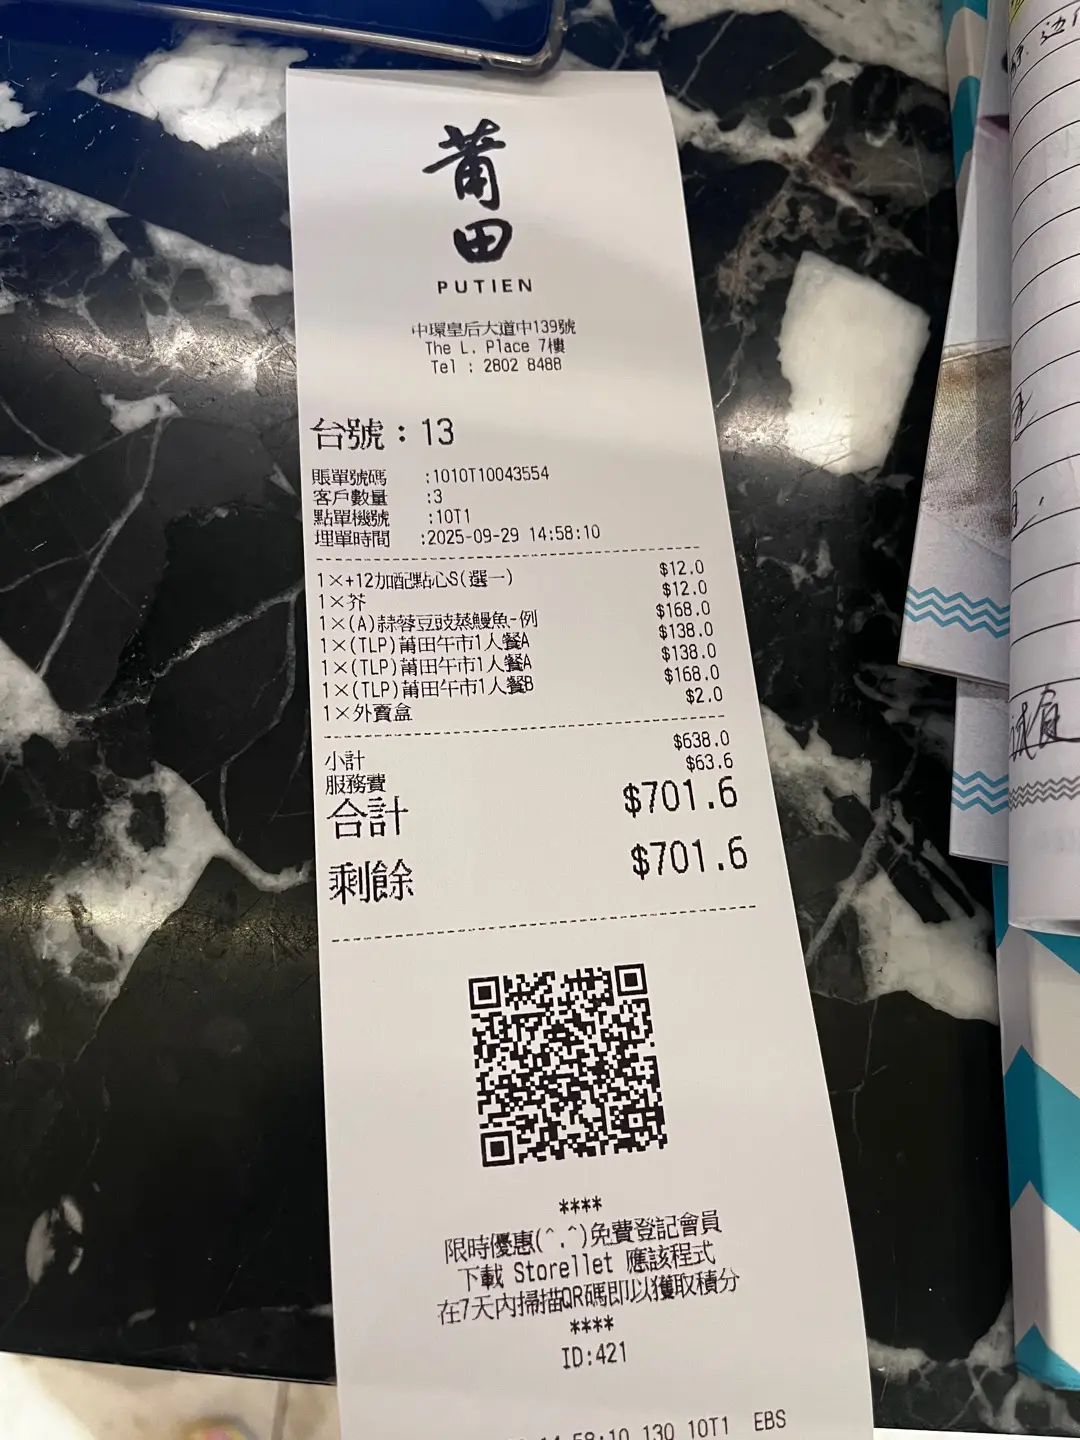 莆
田
PUTIEN
中環皇后大道中139號
The L. Place 7樓
Tel : 2802 8488
台號：13
賬單號碼 :1010T10043554
客戶數量 :3
點單機號 :10T1
埋單時間 :2025-09-29 14:58:10
1×+12加配點心S(選一) $12.0
1×芥 $12.0
1×(A)蒜蓉豆豉蒸鰻魚-例 $168.0
1×(TLP)莆田午市1人餐A $138.0
1×(TLP)莆田午市1人餐A $138.0
1×(TLP)莆田午市1人餐B $168.0
1×外賣盒 $2.0
小計 $638.0
服務費 $63.6
合計 $701.6
剩餘 $701.6
****
限時優惠(^.^)免費登記會員
下載 Storellet 應該程式
在7天內掃描QR碼即以獲取積分
****
ID:421
14:58:10 130 10T1 EBS